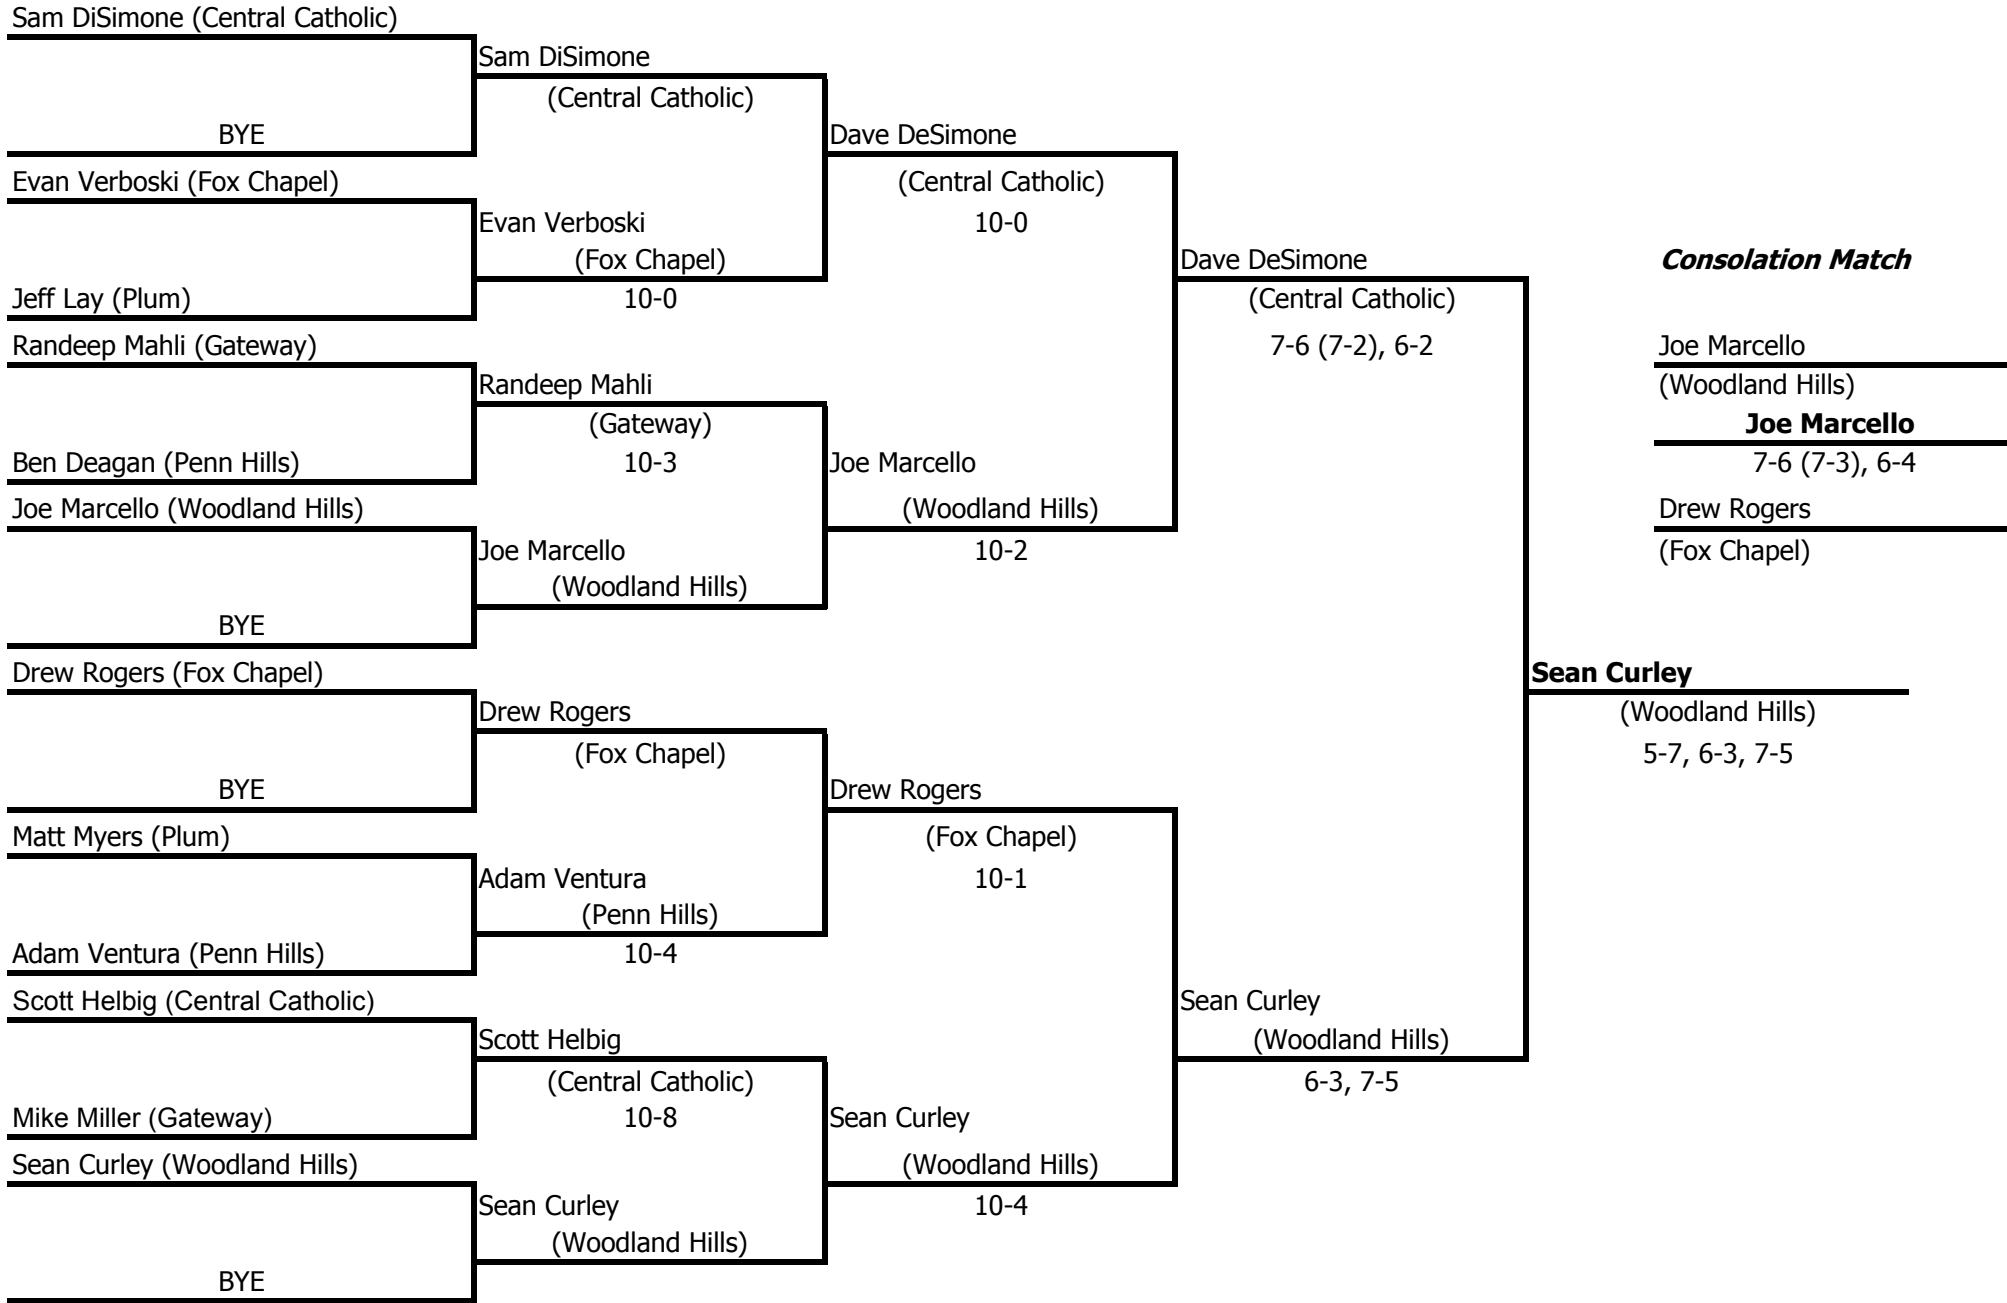 Sam DiSimone (Central Catholic)
Sam DiSimone
(Central Catholic)
BYE
Dave DeSimone
Evan Verboski (Fox Chapel)
(Central Catholic)
Evan Verboski
10-0
(Fox Chapel)
Dave DeSimone
Consolation Match
Jeff Lay (Plum)
10-0
(Central Catholic)
Randeep Mahli (Gateway)
7-6 (7-2), 6-2
Joe Marcello
Randeep Mahli
(Woodland Hills)
(Gateway)
Joe Marcello
Ben Deagan (Penn Hills)
10-3
Joe Marcello
7-6 (7-3), 6-4
Joe Marcello (Woodland Hills)
(Woodland Hills)
Drew Rogers
Joe Marcello
10-2
(Fox Chapel)
(Woodland Hills)
BYE
Drew Rogers (Fox Chapel)
Sean Curley
Drew Rogers
(Woodland Hills)
(Fox Chapel)
5-7, 6-3, 7-5
BYE
Drew Rogers
Matt Myers (Plum)
(Fox Chapel)
Adam Ventura
10-1
(Penn Hills)
Adam Ventura (Penn Hills)
10-4
Scott Helbig (Central Catholic)
Sean Curley
Scott Helbig
(Woodland Hills)
(Central Catholic)
6-3, 7-5
Mike Miller (Gateway)
10-8
Sean Curley
Sean Curley (Woodland Hills)
(Woodland Hills)
Sean Curley
10-4
(Woodland Hills)
BYE